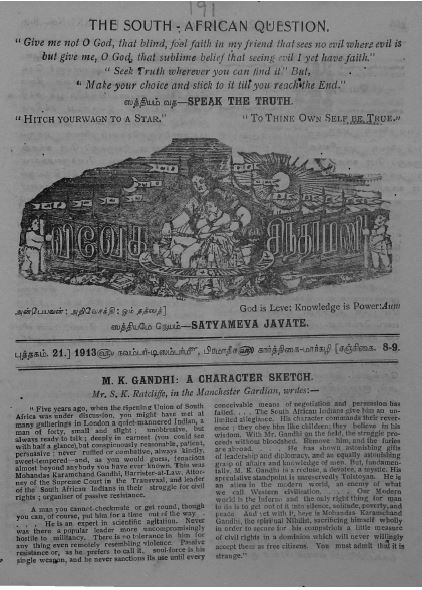 191
THE SOUTH-AFRICAN QUESTION.
"Give me not O God, that blind, fool faith in my friend that sees no evil where evil is
but give me, O God, that sublime belief that seeing evil I yet have faith."
"Seek Truth wherever you can find it" But,
"Make your choice and stick to it till you reach the End."
ஸத்தியம் வத—SPEAK THE TRUTH.
"HITCH YOUR WAGN TO A STAR." "TO THINK OWN SELF BE TRUE."
விவேக சிந்தாமணி
அன்பேபவன்: அறிவேசக்தி: ஓம் தத்ஸத்] God is Leve: Knowledge is Power: Aum
ஸத்தியமே ஜெயம்—SATYAMEVA JAVATE.
புத்தகம். 21.] 1913 நவம்பர்-டிஸம்பர், பிரமாதீச கார்த்திகை-மார்கழி [சஞ்சிகை. 8-9.
M. K. GANDHI: A CHARACTER SKETCH.
Mr. S. K. Ratcliffe, in the Manchester Gardian, writes:—
"Five years ago, when the ripening Union of South
Africa was under discussion, you might have met at
many gatherings in London a quiet-mannered Indian, a
man of forty, small and slight; unobtrusive, but
always ready to talk; deeply in earnest (you could see
with half a glance), but conspicuously reasonable, patient,
persuasive: never ruffled or combative, always kindly,
sweet-tempered—and, as you would guess, tenacious
almost beyond anybody you have ever known. This was
Mohandas Karamchand Gandhi, Barrister-at-Law, Attor-
ney of the Supreme Court in the Transvaal, and leader
of the South African Indians in their struggle for civil
rights; organiser of passive resistance.
A man you cannot checkmate or get round, though
you can, of course, put him for a time out of the way..
. . . He is an expert in scientific agitation. Never
was there a popular leader more uncompromisingly
hostile to militancy. There is no tolerance in him for
any thing even remotely resembling violence. Passive
resistance or, as he prefers to call it, soul-force is his
single weapon, and he never sanctions its use until every
conceivable means of negotiation and persuasion has
failed. . . . The South African Indians give him an un-
limited allegiance. His character commands their rever-
ence; they obey him like children; they believe in his
wisdom. With Mr. Gandhi on the field, the struggle pro-
ceeds without bloodshed. Remove him, and the furies
are abroad. . . . He has shown astonishing gifts
of leadership and diplomacy, and an equally astonishing
grasp of affairs and knowledge of men. But, fundamen-
tally, M. K. Gandhi is a recluse, a devotee, a mystic. His
speculative standpoint is unreservedly Tolstoyan. He is
an alien in the modern world, an enemy of what
we call Western civilization. . . . Our Modern
world is the Inferno and the only right thing for man
to do is to get out of it into silence, solitude, poverty, and
peace And yet with P, here is Mohandas Karamchand
Gandhi, the spiritual Nihilist, sacrificing himself wholly
in order to secure for his compatriots a little measure
of civil rights in a dominion which will never willingly
accept them as free citizens. You must admit that it is
strange."